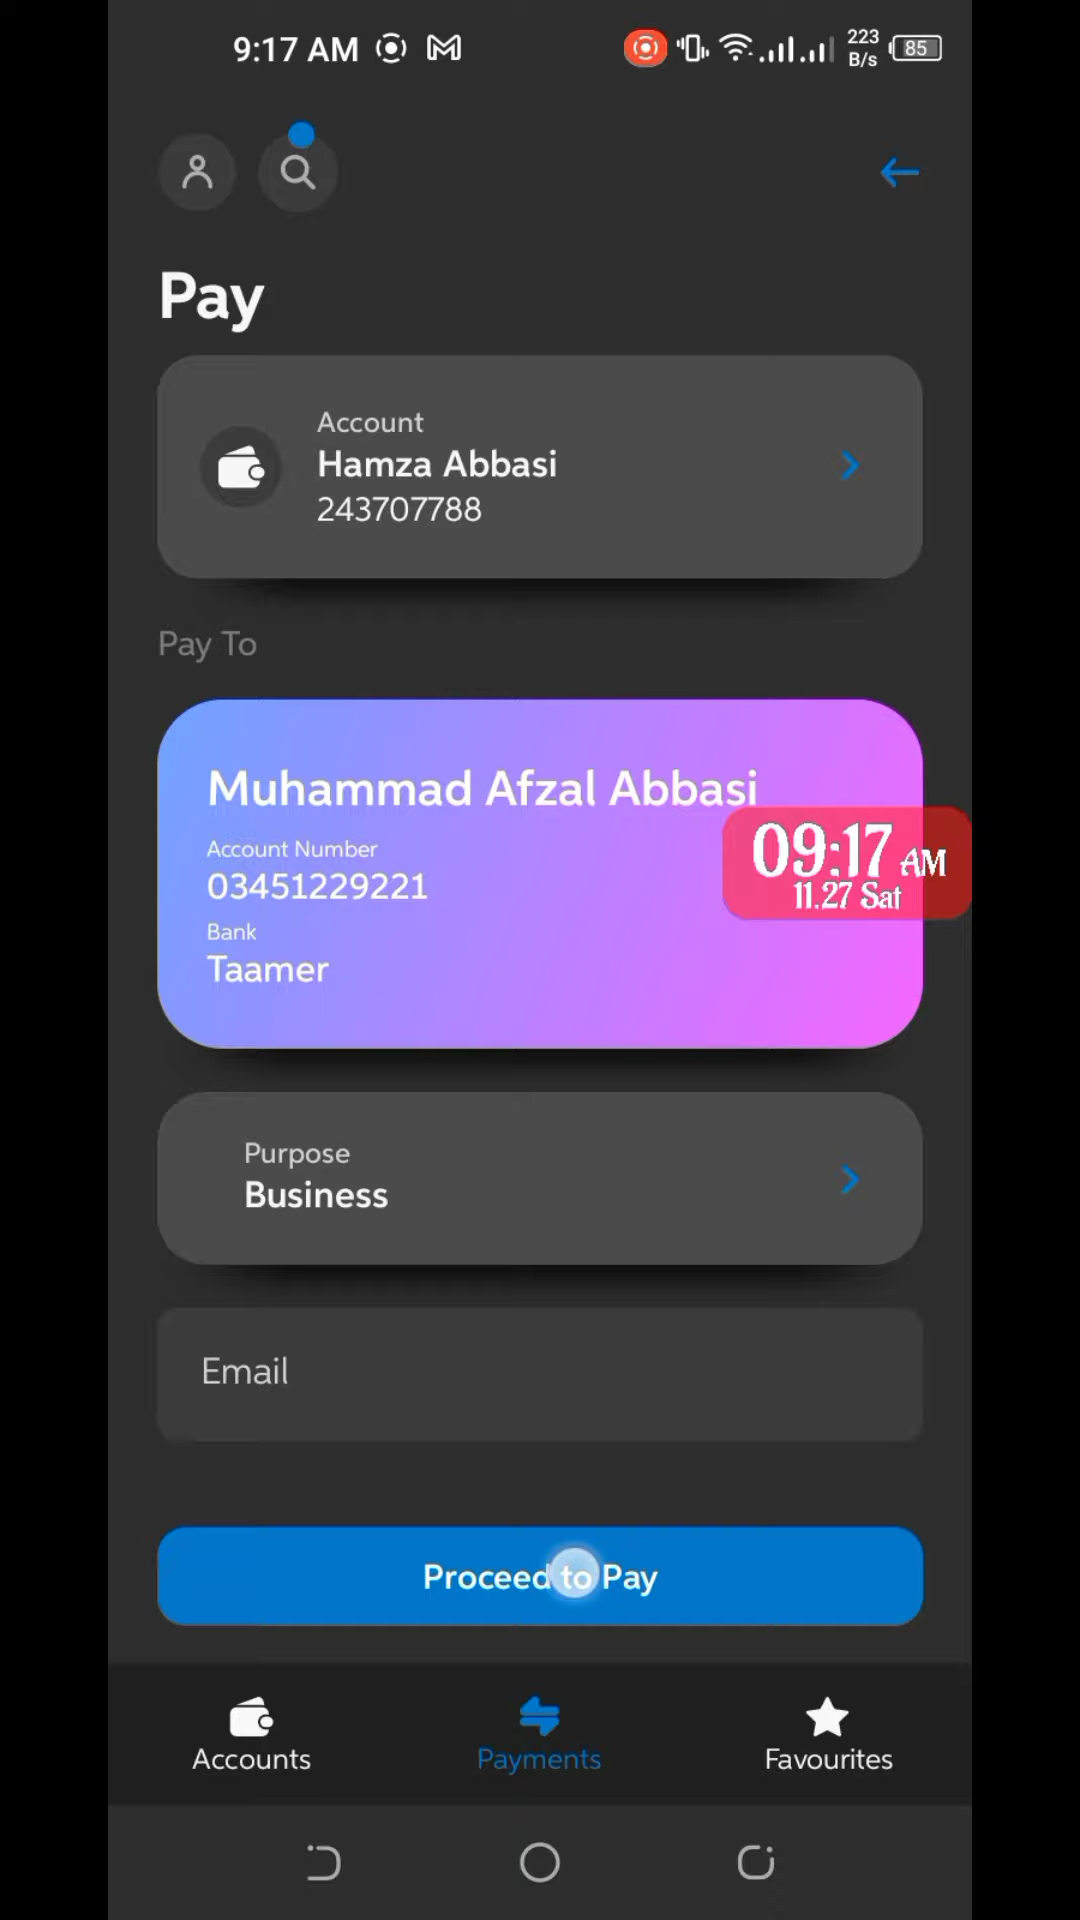 9:17 AM
223
B/s
85
Pay
Account
Hamza Abbasi
243707788
Pay To
Muhammad Afzal Abbasi
Account Number
03451229221
Bank
Taamer
09:17 AM
11.27 Sat
Purpose
Business
Email
Proceed to Pay
Accounts
Payments
Favourites